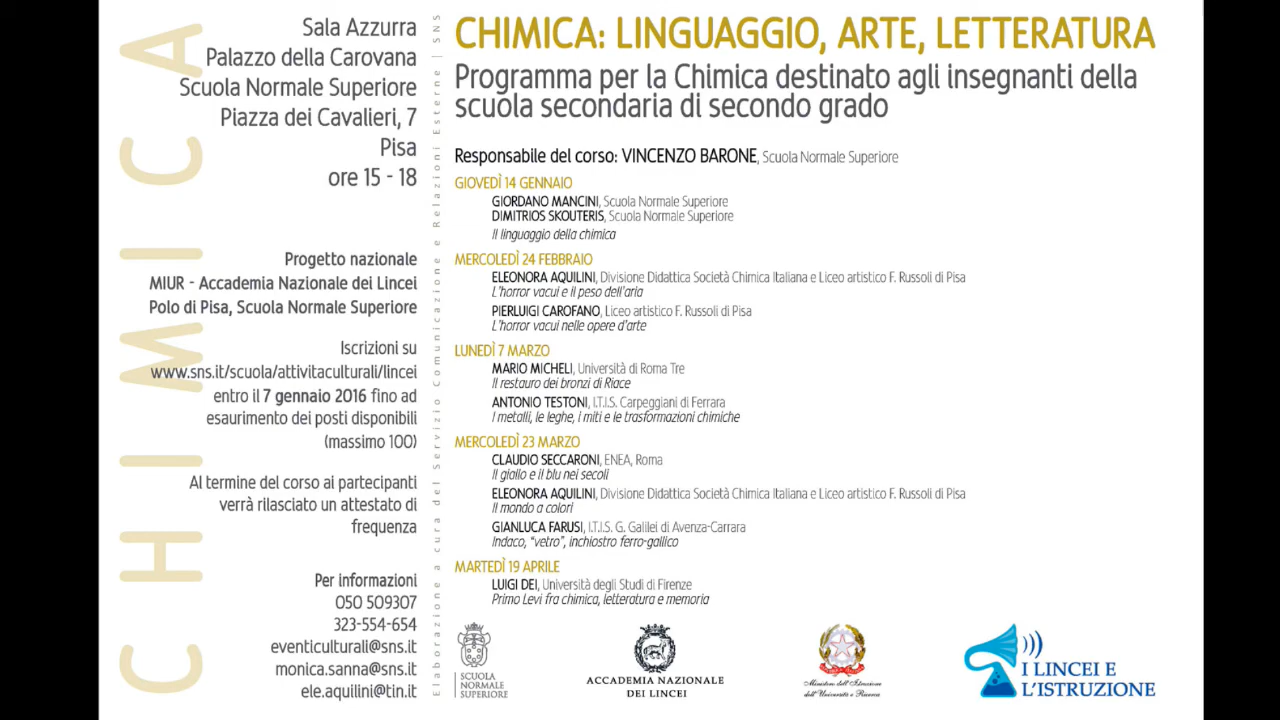 CHIMICA
Sala Azzurra
Palazzo della Carovana
Scuola Normale Superiore
Piazza dei Cavalieri, 7
Pisa
ore 15 - 18
Progetto nazionale
MIUR - Accademia Nazionale dei Lincei
Polo di Pisa, Scuola Normale Superiore
Iscrizioni su
www.sns.it/scuola/attivitaculturali/lincei
entro il 7 gennaio 2016 fino ad
esaurimento dei posti disponibili
(massimo 100)
Al termine del corso ai partecipanti
verrà rilasciato un attestato di
frequenza
Per informazioni
050 509307
323-554-654
eventiculturali@sns.it
monica.sanna@sns.it
ele.aquilini@tin.it
Elaborazione a cura del Servizio Comunicazione e Relazioni Esterne | SNS
CHIMICA: LINGUAGGIO, ARTE, LETTERATURA
Programma per la Chimica destinato agli insegnanti della
scuola secondaria di secondo grado
Responsabile del corso: VINCENZO BARONE, Scuola Normale Superiore
GIOVEDÌ 14 GENNAIO
GIORDANO MANCINI, Scuola Normale Superiore
DIMITRIOS SKOUTERIS, Scuola Normale Superiore
Il linguaggio della chimica
MERCOLEDÌ 24 FEBBRAIO
ELEONORA AQUILINI, Divisione Didattica Società Chimica Italiana e Liceo artistico F. Russoli di Pisa
L'horror vacui e il peso dell'aria
PIERLUIGI CAROFANO, Liceo artistico F. Russoli di Pisa
L'horror vacui nelle opere d'arte
LUNEDÌ 7 MARZO
MARIO MICHELI, Università di Roma Tre
Il restauro dei bronzi di Riace
ANTONIO TESTONI, I.T.I.S. Carpeggiani di Ferrara
I metalli, le leghe, i miti e le trasformazioni chimiche
MERCOLEDÌ 23 MARZO
CLAUDIO SECCARONI, ENEA, Roma
Il giallo e il blu nei secoli
ELEONORA AQUILINI, Divisione Didattica Società Chimica Italiana e Liceo artistico F. Russoli di Pisa
Il mondo a colori
GIANLUCA FARUSI, I.T.I.S. G. Galilei di Avenza-Carrara
Indaco, "vetro", inchiostro ferro-gallico
MARTEDÌ 19 APRILE
LUIGI DEI, Università degli Studi di Firenze
Primo Levi fra chimica, letteratura e memoria
SCUOLA
NORMALE
SUPERIORE
ACCADEMIA NAZIONALE
DEI LINCEI
Ministero dell'Istruzione
dell'Università e Ricerca
I LINCEI E
L'ISTRUZIONE